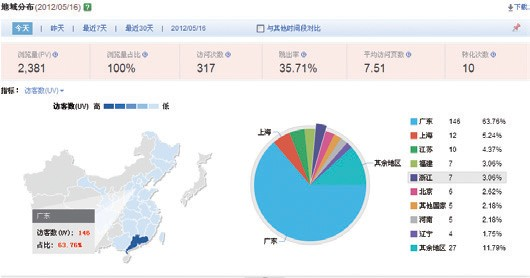 地域分布 (2012/05/16) ?
下载
今天 昨天 最近7天 最近30天 2012/05/16 与其他时间段对比
浏览量(PV) 浏览量占比 访问次数 跳出率 平均访问页数 转化次数
2,381 100% 317 35.71% 7.51 10
指标: 访客数(UV)
访客数(UV) 高 低
广东
访客数(UV): 146
占比: 63.76%
上海
其余地区
广东
广东 146 63.76%
上海 12 5.24%
江苏 10 4.37%
福建 7 3.06%
浙江 7 3.06%
北京 6 2.62%
其他国家 5 2.18%
河南 5 2.18%
辽宁 4 1.75%
其余地区 27 11.79%